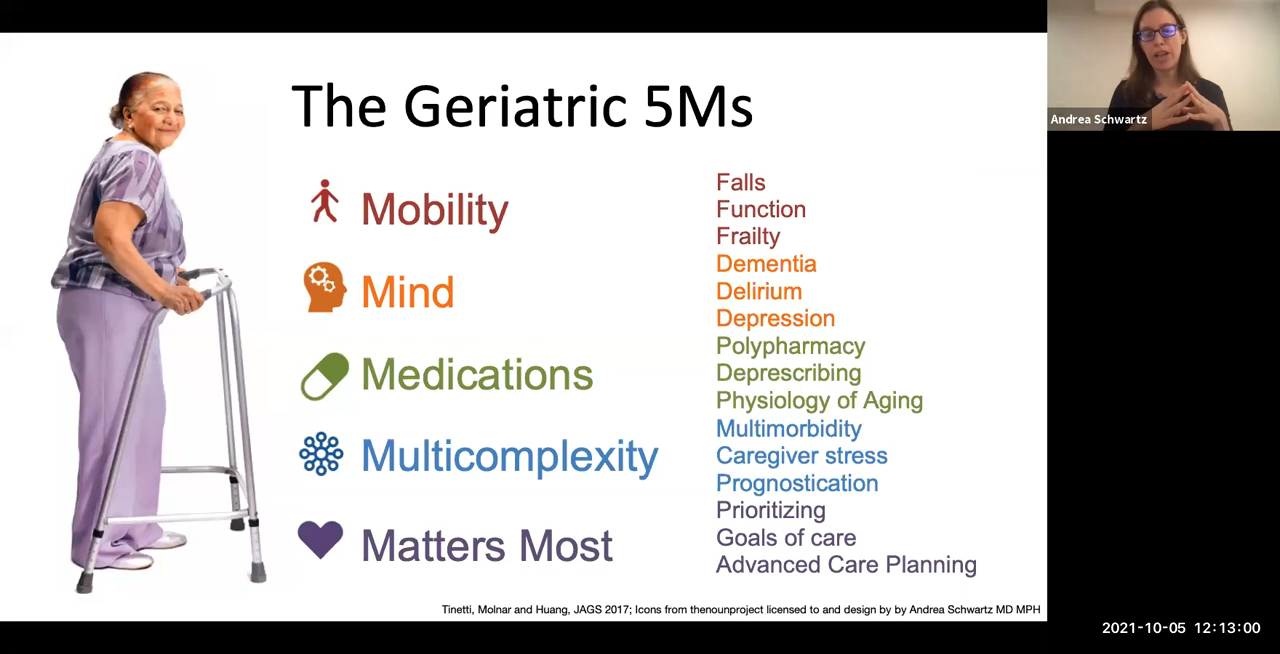 The Geriatric 5Ms
Mobility
Mind
Medications
Multicomplexity
Matters Most
Falls
Function
Frailty
Dementia
Delirium
Depression
Polypharmacy
Deprescribing
Physiology of Aging
Multimorbidity
Caregiver stress
Prognostication
Prioritizing
Goals of care
Advanced Care Planning
Tinetti, Molnar and Huang, JAGS 2017; Icons from thenounproject licensed to and design by by Andrea Schwartz MD MPH
Andrea Schwartz
2021-10-05 12:13:00